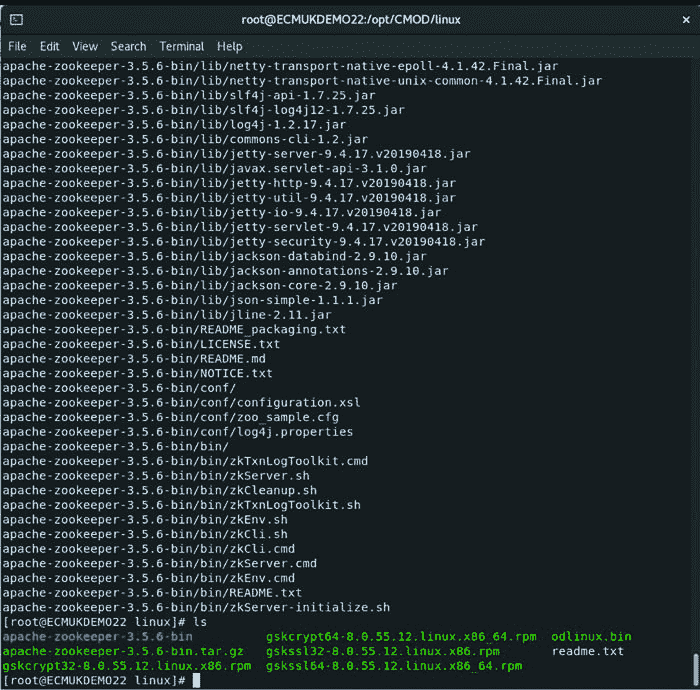 root@ECMUKDEMO22:/opt/CMOD/linux
File Edit View Search Terminal Help
apache-zookeeper-3.5.6-bin/lib/netty-transport-native-epoll-4.1.42.Final.jar
apache-zookeeper-3.5.6-bin/lib/netty-transport-native-unix-common-4.1.42.Final.jar
apache-zookeeper-3.5.6-bin/lib/slf4j-api-1.7.25.jar
apache-zookeeper-3.5.6-bin/lib/slf4j-log4j12-1.7.25.jar
apache-zookeeper-3.5.6-bin/lib/log4j-1.2.17.jar
apache-zookeeper-3.5.6-bin/lib/commons-cli-1.2.jar
apache-zookeeper-3.5.6-bin/lib/jetty-server-9.4.17.v20190418.jar
apache-zookeeper-3.5.6-bin/lib/javax.servlet-api-3.1.0.jar
apache-zookeeper-3.5.6-bin/lib/jetty-http-9.4.17.v20190418.jar
apache-zookeeper-3.5.6-bin/lib/jetty-util-9.4.17.v20190418.jar
apache-zookeeper-3.5.6-bin/lib/jetty-io-9.4.17.v20190418.jar
apache-zookeeper-3.5.6-bin/lib/jetty-servlet-9.4.17.v20190418.jar
apache-zookeeper-3.5.6-bin/lib/jetty-security-9.4.17.v20190418.jar
apache-zookeeper-3.5.6-bin/lib/jackson-databind-2.9.10.jar
apache-zookeeper-3.5.6-bin/lib/jackson-annotations-2.9.10.jar
apache-zookeeper-3.5.6-bin/lib/jackson-core-2.9.10.jar
apache-zookeeper-3.5.6-bin/lib/json-simple-1.1.1.jar
apache-zookeeper-3.5.6-bin/lib/jline-2.11.jar
apache-zookeeper-3.5.6-bin/README_packaging.txt
apache-zookeeper-3.5.6-bin/LICENSE.txt
apache-zookeeper-3.5.6-bin/README.md
apache-zookeeper-3.5.6-bin/NOTICE.txt
apache-zookeeper-3.5.6-bin/conf/
apache-zookeeper-3.5.6-bin/conf/configuration.xsl
apache-zookeeper-3.5.6-bin/conf/zoo_sample.cfg
apache-zookeeper-3.5.6-bin/conf/log4j.properties
apache-zookeeper-3.5.6-bin/bin/
apache-zookeeper-3.5.6-bin/bin/zkTxnLogToolkit.cmd
apache-zookeeper-3.5.6-bin/bin/zkServer.sh
apache-zookeeper-3.5.6-bin/bin/zkCleanup.sh
apache-zookeeper-3.5.6-bin/bin/zkTxnLogToolkit.sh
apache-zookeeper-3.5.6-bin/bin/zkEnv.sh
apache-zookeeper-3.5.6-bin/bin/zkCli.sh
apache-zookeeper-3.5.6-bin/bin/zkCli.cmd
apache-zookeeper-3.5.6-bin/bin/zkServer.cmd
apache-zookeeper-3.5.6-bin/bin/zkEnv.cmd
apache-zookeeper-3.5.6-bin/bin/README.txt
apache-zookeeper-3.5.6-bin/bin/zkServer-initialize.sh
[root@ECMUKDEMO22 linux]# ls
apache-zookeeper-3.5.6-bin gskcrypt64-8.0.55.12.linux.x86_64.rpm odlinux.bin
apache-zookeeper-3.5.6-bin.tar.gz gskssl32-8.0.55.12.linux.x86.rpm readme.txt
gskcrypt32-8.0.55.12.linux.x86.rpm gskssl64-8.0.55.12.linux.x86_64.rpm
[root@ECMUKDEMO22 linux]#